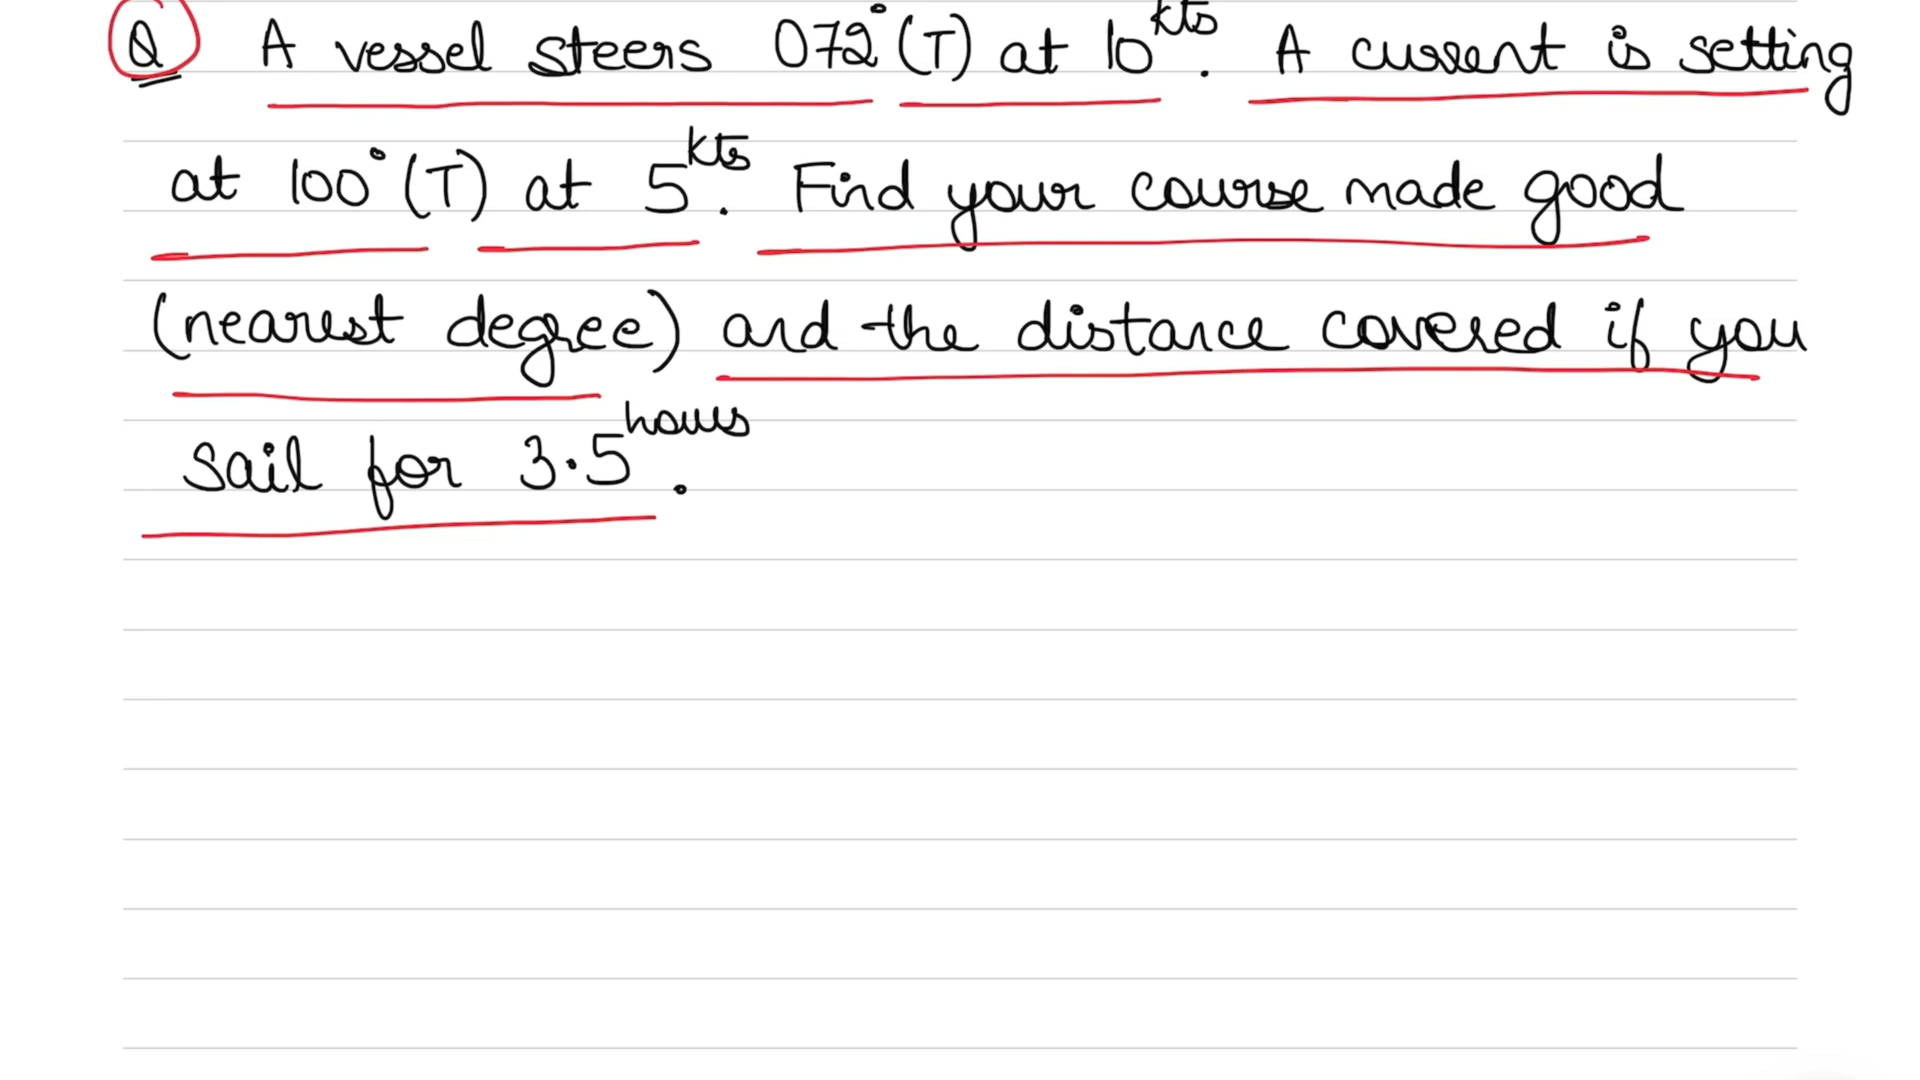 Q A vessel steers 072°(T) at 10kts. A current is setting
at 100°(T) at 5kts. Find your course made good
(nearest degree) and the distance covered if you
sail for 3.5hours.